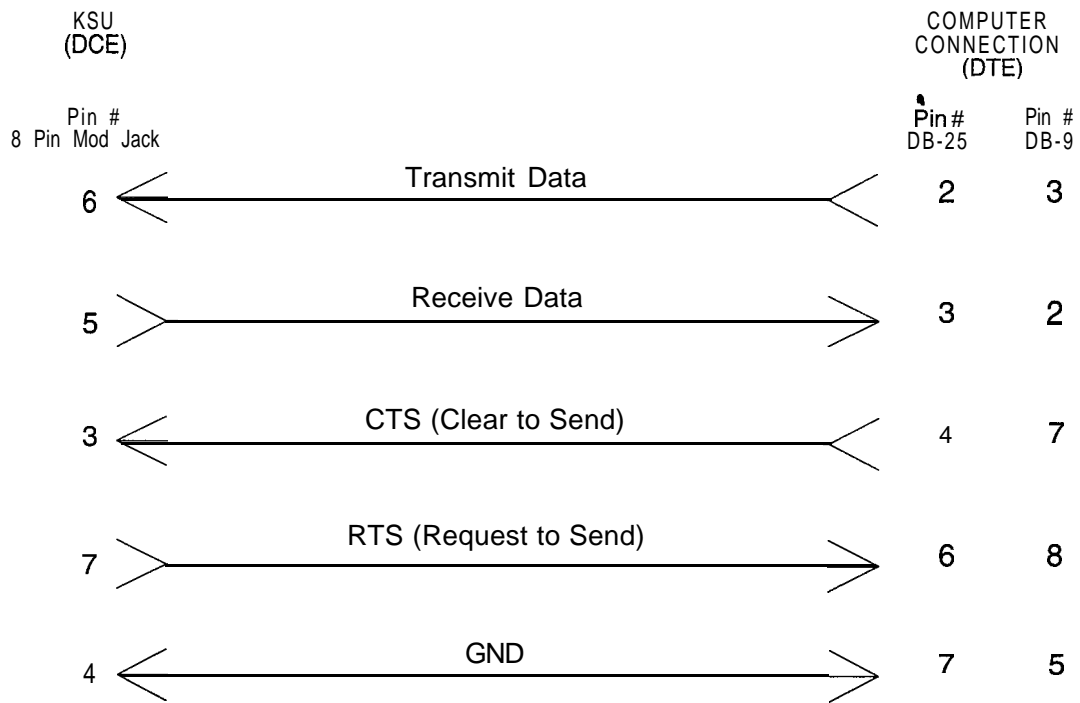 KSU
(DCE)
COMPUTER
CONNECTION
(DTE)
Pin #
8 Pin Mod Jack
Pin #
DB-25
Pin #
DB-9
6
Transmit Data
2
3
5
Receive Data
3
2
3
CTS (Clear to Send)
4
7
7
RTS (Request to Send)
6
8
4
GND
7
5